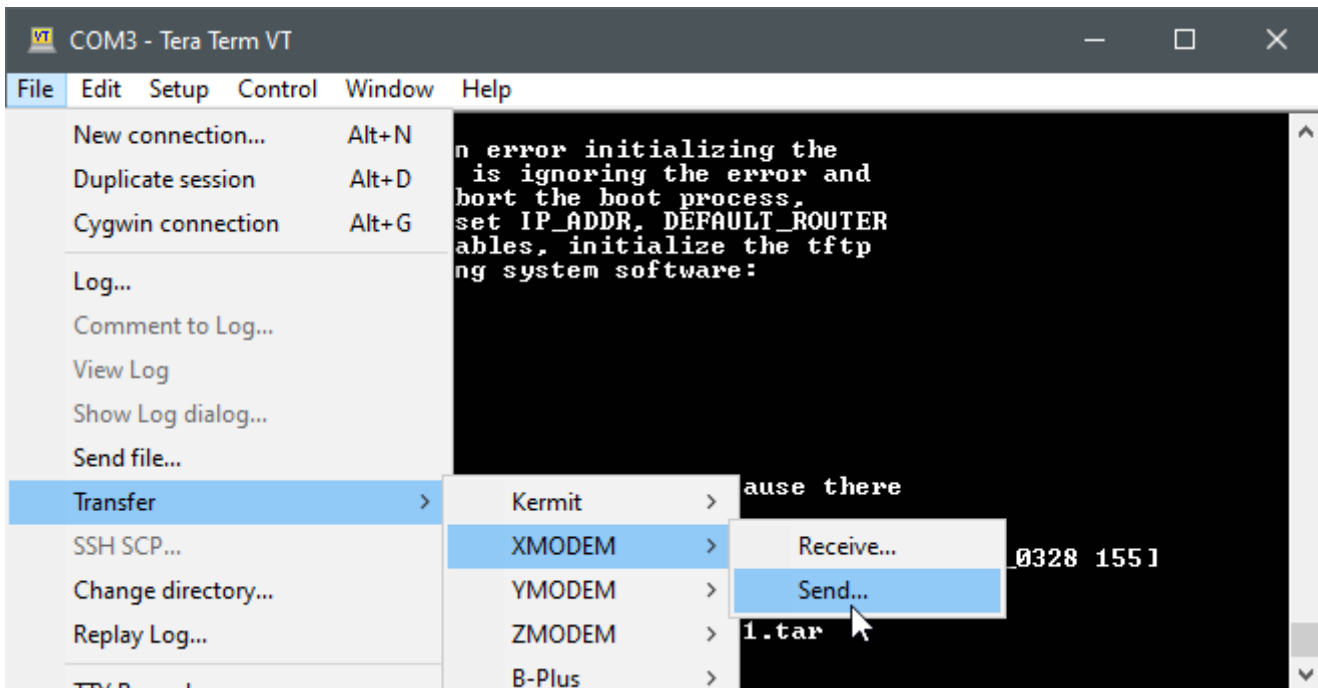 COM3 - Tera Term VT
File Edit Setup Control Window Help
New connection... Alt+N
Duplicate session Alt+D
Cygwin connection Alt+G
Log...
Comment to Log...
View Log
Show Log dialog...
Send file...
Transfer
SSH SCP...
Change directory...
Replay Log...
n error initializing the
is ignoring the error and
bort the boot process,
set IP_ADDR, DEFAULT_ROUTER
ables, initialize the tftp
ng system software:
ause there
_0328 155]
1.tar
Kermit
XMODEM
YMODEM
ZMODEM
B-Plus
Receive...
Send...